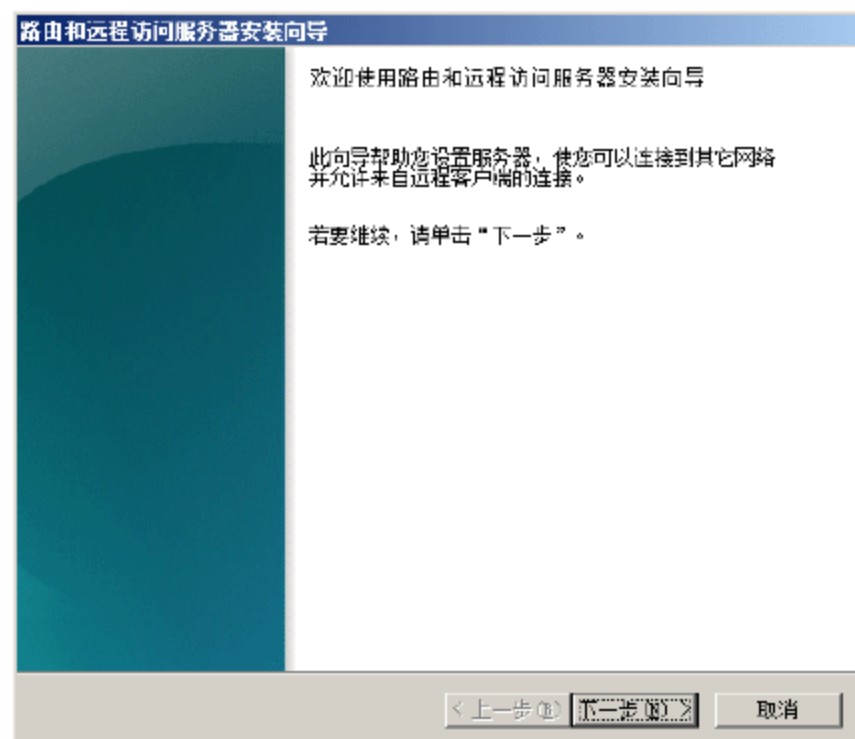 路由和远程访问服务器安装向导
欢迎使用路由和远程访问服务器安装向导
此向导帮助您设置服务器，使您可以连接到其它网络
并允许来自远程客户端的连接。
若要继续，请单击“下一步”。
< 上一步(B) 下一步(N) > 取消